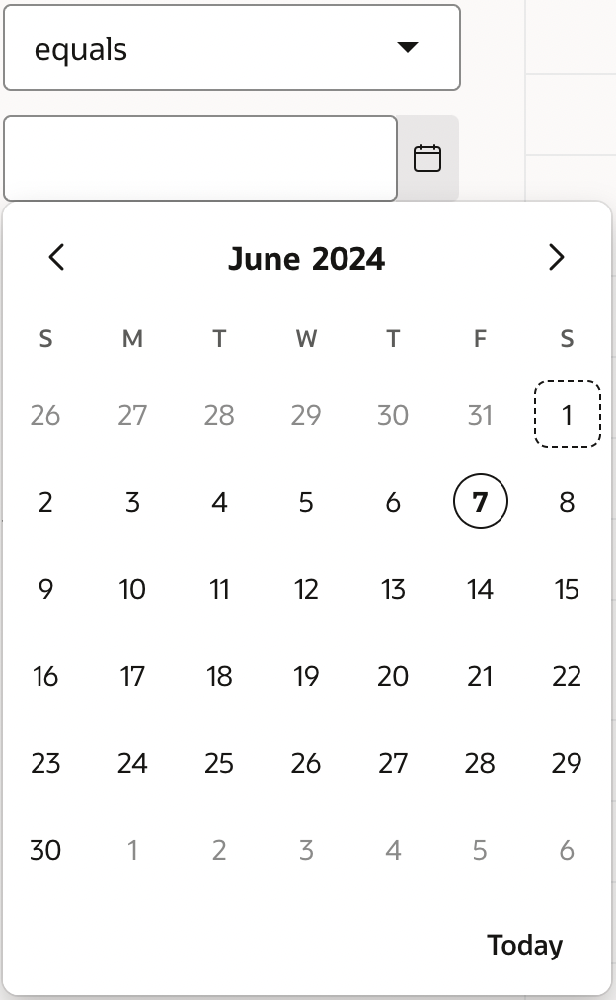 equals
June 2024
S M T W T F S
26 27 28 29 30 31 1
2 3 4 5 6 7 8
9 10 11 12 13 14 15
16 17 18 19 20 21 22
23 24 25 26 27 28 29
30 1 2 3 4 5 6
Today